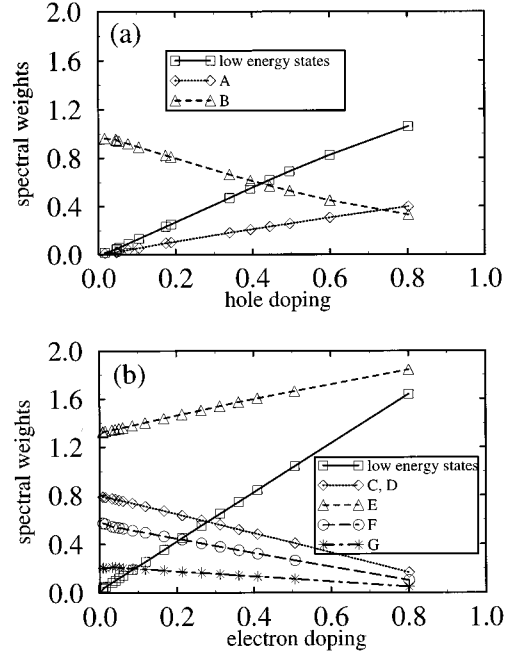 (a)
2.0
1.6
1.2
0.8
0.4
0.0
spectral weights
low energy states
A
B
0.0 0.2 0.4 0.6 0.8 1.0
hole doping
(b)
2.0
1.6
1.2
0.8
0.4
0.0
spectral weights
low energy states
C, D
E
F
G
0.0 0.2 0.4 0.6 0.8 1.0
electron doping